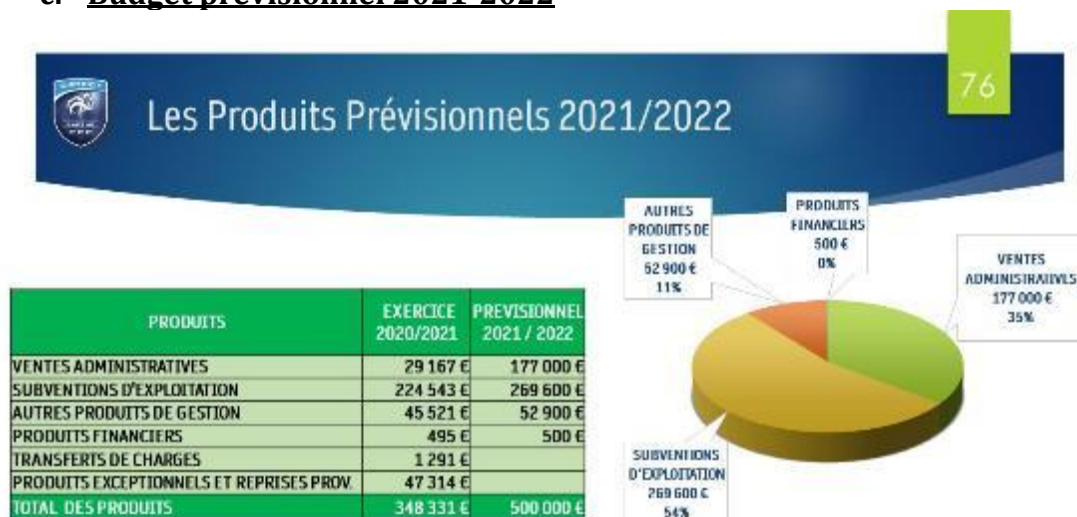 c. Budget prévisionnel 2021-2022
76
Les Produits Prévisionnels 2021/2022
AUTRES
PRODUITS DE
GESTION
52 900 €
11%
PRODUITS
FINANCIERS
500 €
0%
VENTES
ADMINISTRATIVES
177 000 €
35%
PRODUITS EXERCICE 2020/2021 PREVISIONNEL 2021 / 2022
VENTES ADMINISTRATIVES 29 167 € 177 000 €
SUBVENTIONS D'EXPLOITATION 224 543 € 269 600 €
AUTRES PRODUITS DE GESTION 45 521 € 52 900 €
PRODUITS FINANCIERS 495 € 500 €
TRANSFERTS DE CHARGES 1 291 €
PRODUITS EXCEPTIONNELS ET REPRISES PROV. 47 314 €
TOTAL DES PRODUITS 348 331 € 500 000 €
SUBVENTIONS
D'EXPLOITATION
269 600 €
54%